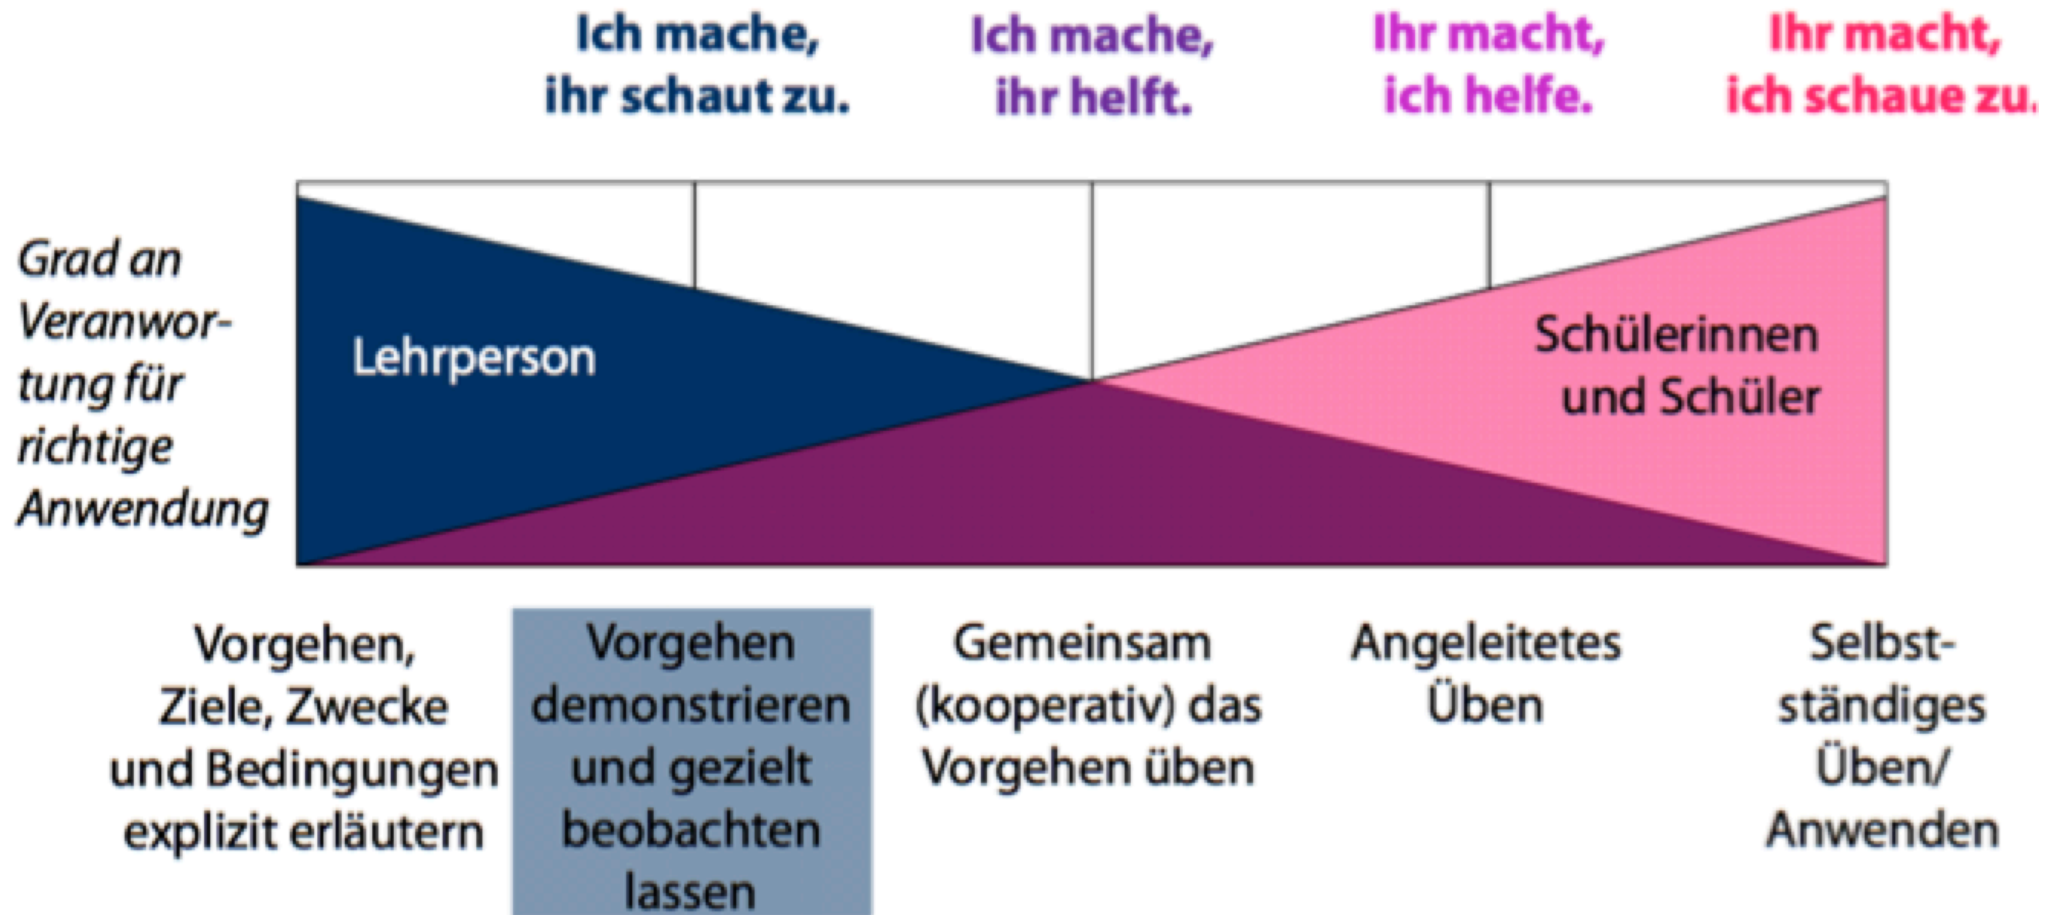 Ich mache,
ihr schaut zu.
Ich mache,
ihr helft.
Ihr macht,
ich helfe.
Ihr macht,
ich schaue zu.
Grad an
Veranwor-
tung für
richtige
Anwendung
Lehrperson
Schülerinnen
und Schüler
Vorgehen,
Ziele, Zwecke
und Bedingungen
explizit erläutern
Vorgehen
demonstrieren
und gezielt
beobachten
lassen
Gemeinsam
(kooperativ) das
Vorgehen üben
Angeleitetes
Üben
Selbst-
ständiges
Üben/
Anwenden